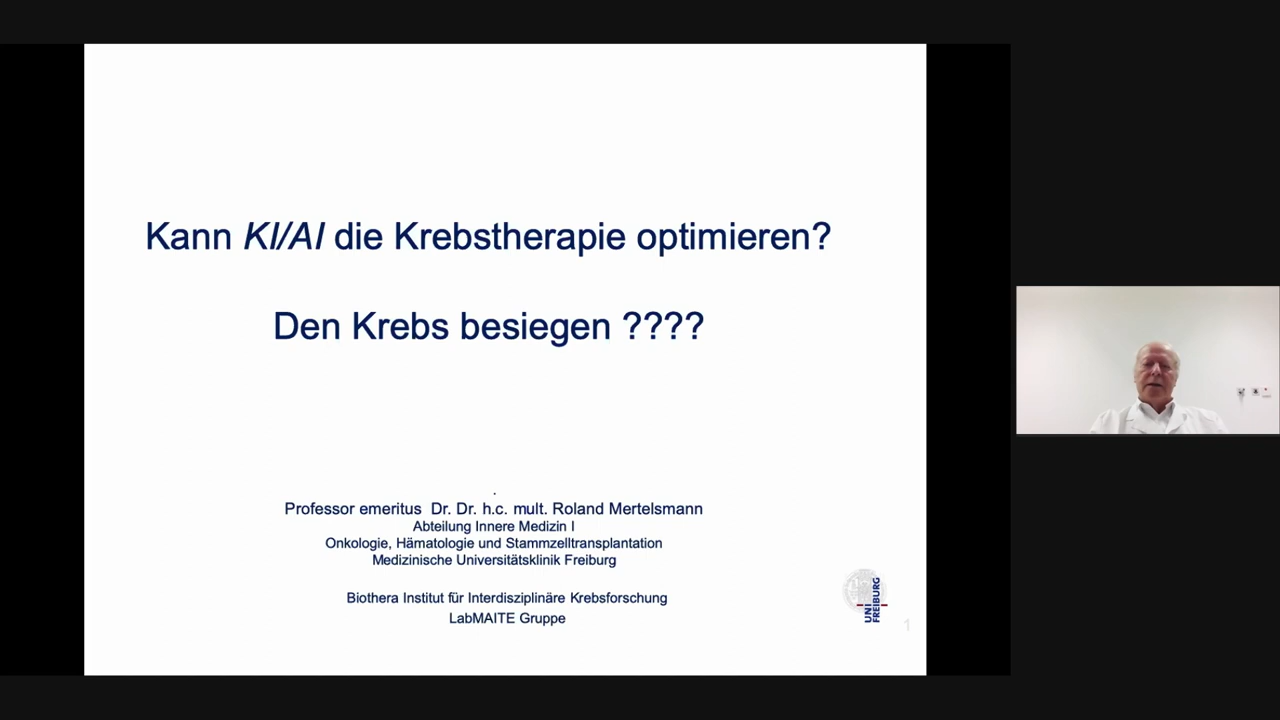 Kann KI/AI die Krebstherapie optimieren?
Den Krebs besiegen ????
.
Professor emeritus Dr. Dr. h.c. mult. Roland Mertelsmann
Abteilung Innere Medizin I
Onkologie, Hämatologie und Stammzelltransplantation
Medizinische Universitätsklinik Freiburg
Biothera Institut für Interdisziplinäre Krebsforschung
LabMAITE Gruppe
UNI
FREIBURG
1